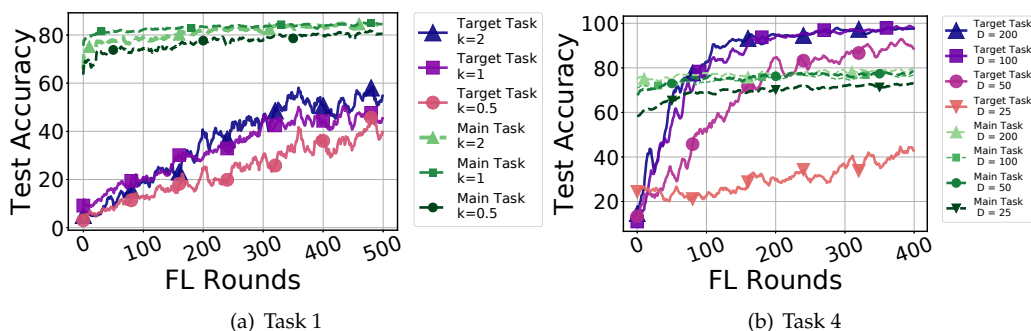 Test Accuracy
80
60
40
20
0
0
100
200
300
400
500
FL Rounds
Target Task
k=2
Target Task
k=1
Target Task
k=0.5
Main Task
k=2
Main Task
k=1
Main Task
k=0.5
(a) Task 1
Test Accuracy
100
80
60
40
20
0
100
200
300
400
FL Rounds
Target Task
D = 200
Target Task
D = 100
Target Task
D = 50
Target Task
D = 25
Main Task
D = 200
Main Task
D = 100
Main Task
D = 50
Main Task
D = 25
(b) Task 4